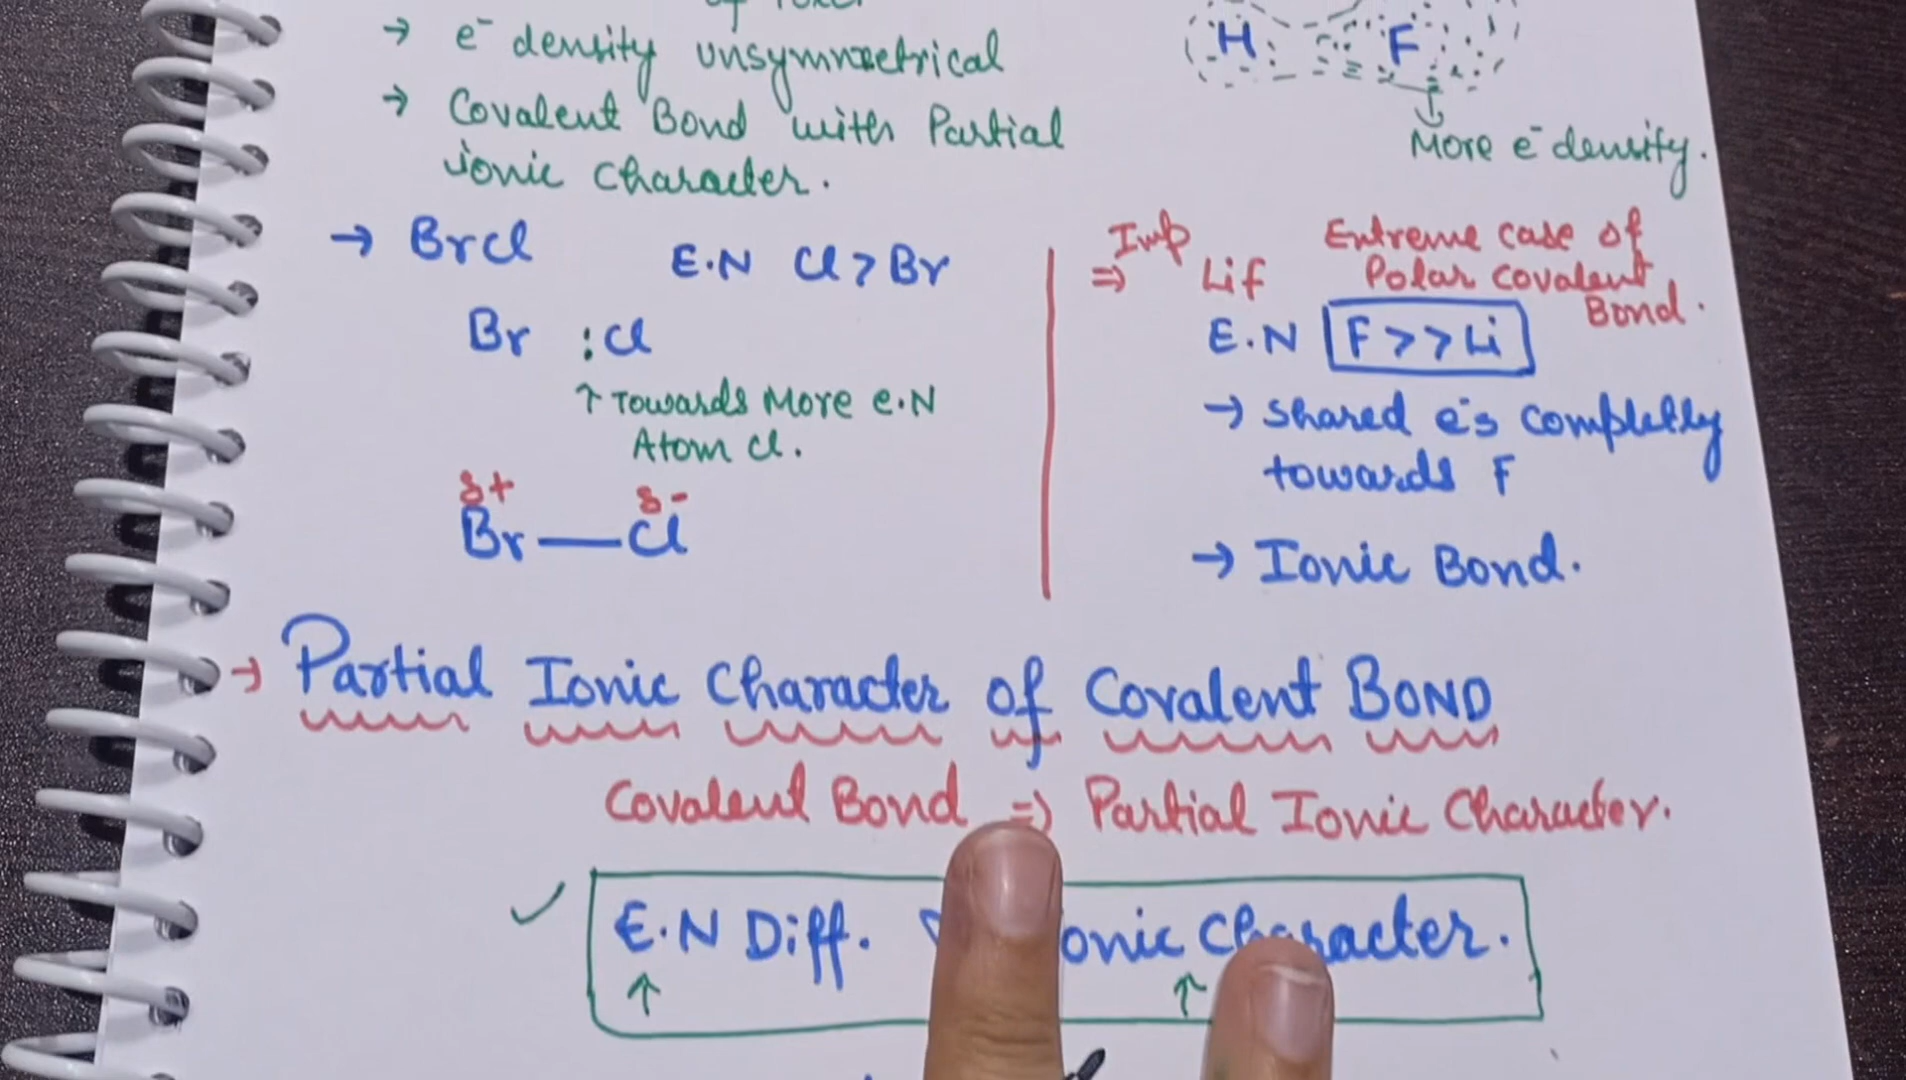 → e⁻ density unsymmetrical
→ Covalent Bond with Partial
ionic character.
H F
More e⁻ density.
→ BrCl E.N Cl > Br
Br :Cl
↑ Towards More e.N
Atom Cl.
δ+ δ-
Br — Cl
Imp
⇒ Lif Extreme case of
Polar Covalent
Bond.
E.N F >> Li
→ Shared e⁻s Completly
towards F
→ Ionic Bond.
→ Partial Ionic Character of Covalent BOND
Covalent Bond ⇒ Partial Ionic Character.
✓ E.N Diff. onic Character.
↑ ↑